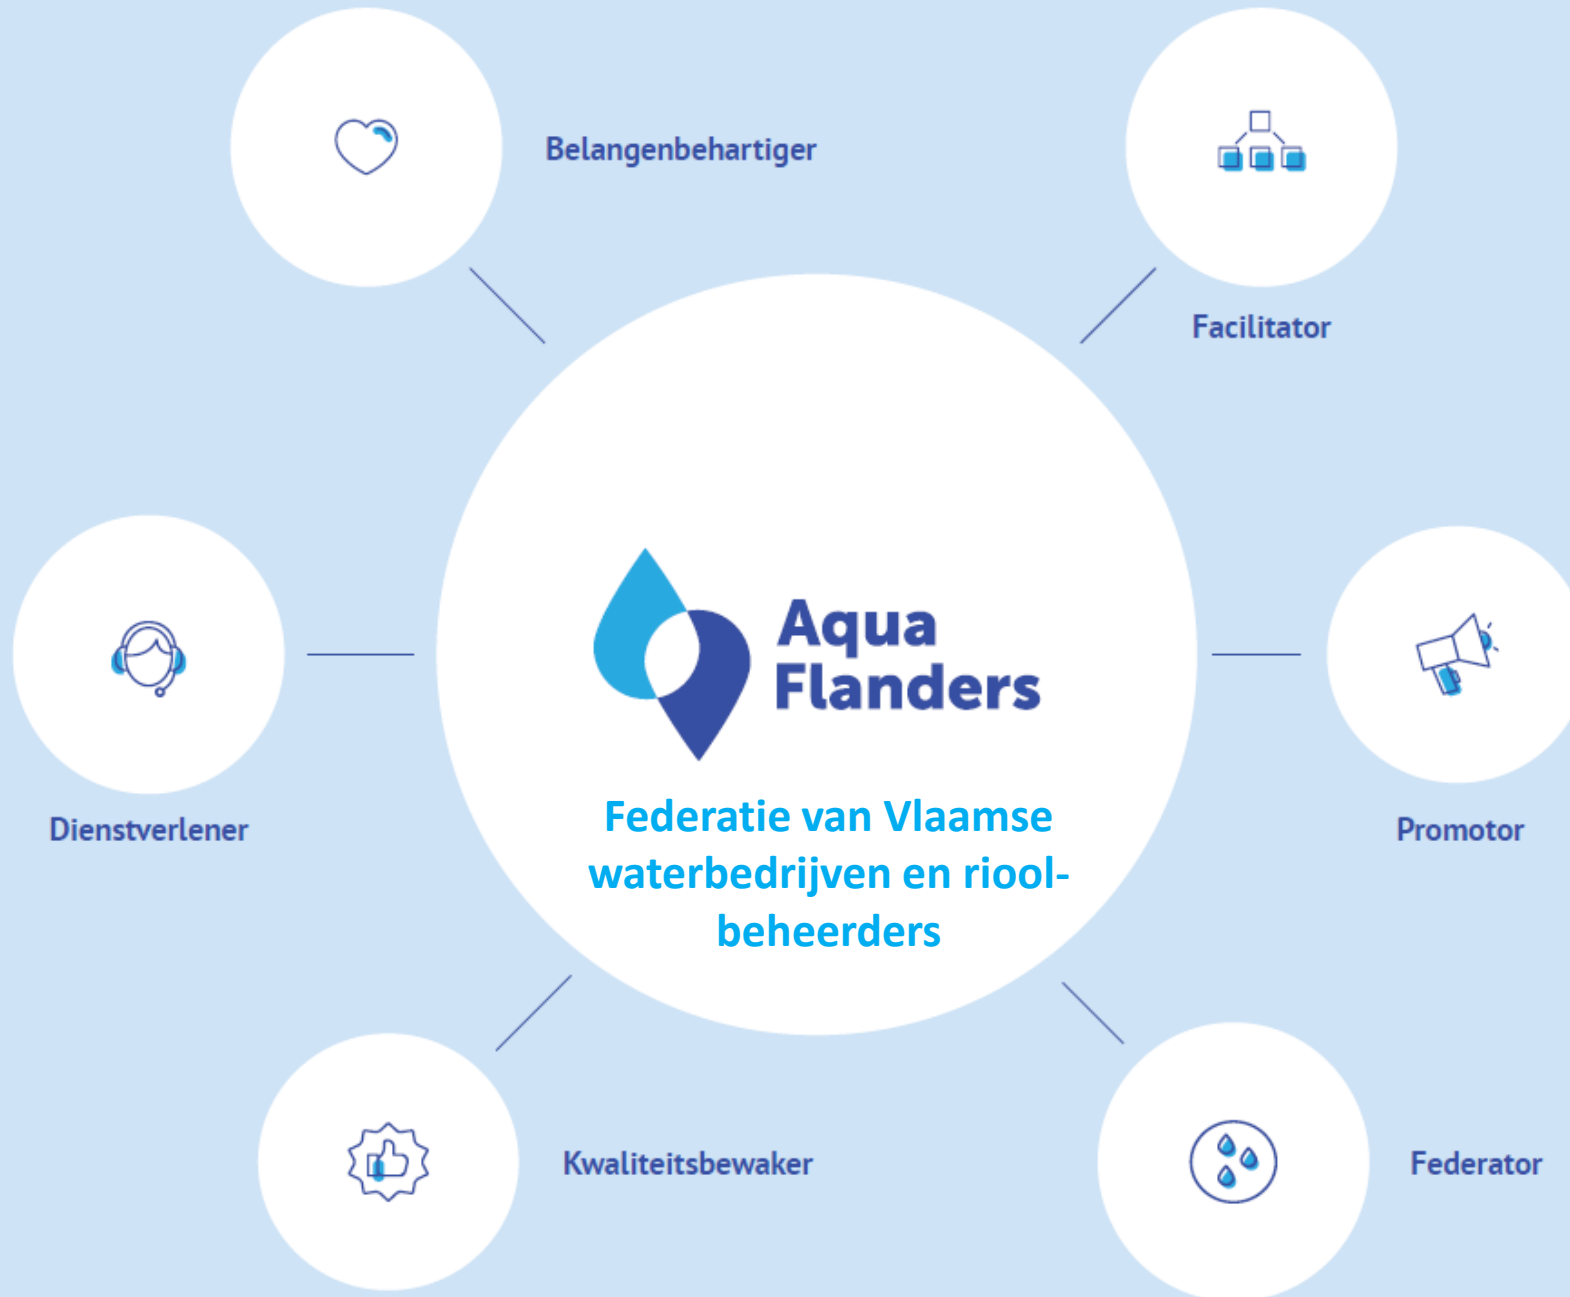 Belangenbehartiger
Facilitator
Aqua
Flanders
Federatie van Vlaamse
waterbedrijven en riool-
beheerders
Dienstverlener
Promotor
Kwaliteitsbewaker
Federator